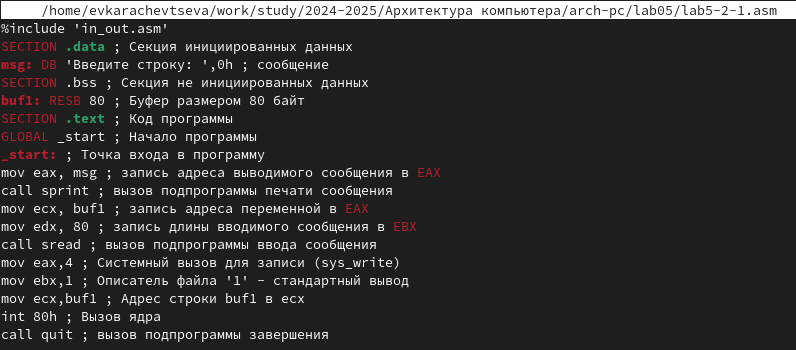 /home/evkarachevtseva/work/study/2024-2025/Архитектура компьютера/arch-pc/lab05/lab5-2-1.asm
%include 'in_out.asm'
SECTION .data ; Секция инициированных данных
msg: DB 'Введите строку: ',0h ; сообщение
SECTION .bss ; Секция не инициированных данных
buf1: RESB 80 ; Буфер размером 80 байт
SECTION .text ; Код программы
GLOBAL _start ; Начало программы
_start: ; Точка входа в программу
mov eax, msg ; запись адреса выводимого сообщения в EAX
call sprint ; вызов подпрограммы печати сообщения
mov ecx, buf1 ; запись адреса переменной в EAX
mov edx, 80 ; запись длины вводимого сообщения в EBX
call sread ; вызов подпрограммы ввода сообщения
mov eax,4 ; Системный вызов для записи (sys_write)
mov ebx,1 ; Описатель файла '1' - стандартный вывод
mov ecx,buf1 ; Адрес строки buf1 в ecx
int 80h ; Вызов ядра
call quit ; вызов подпрограммы завершения